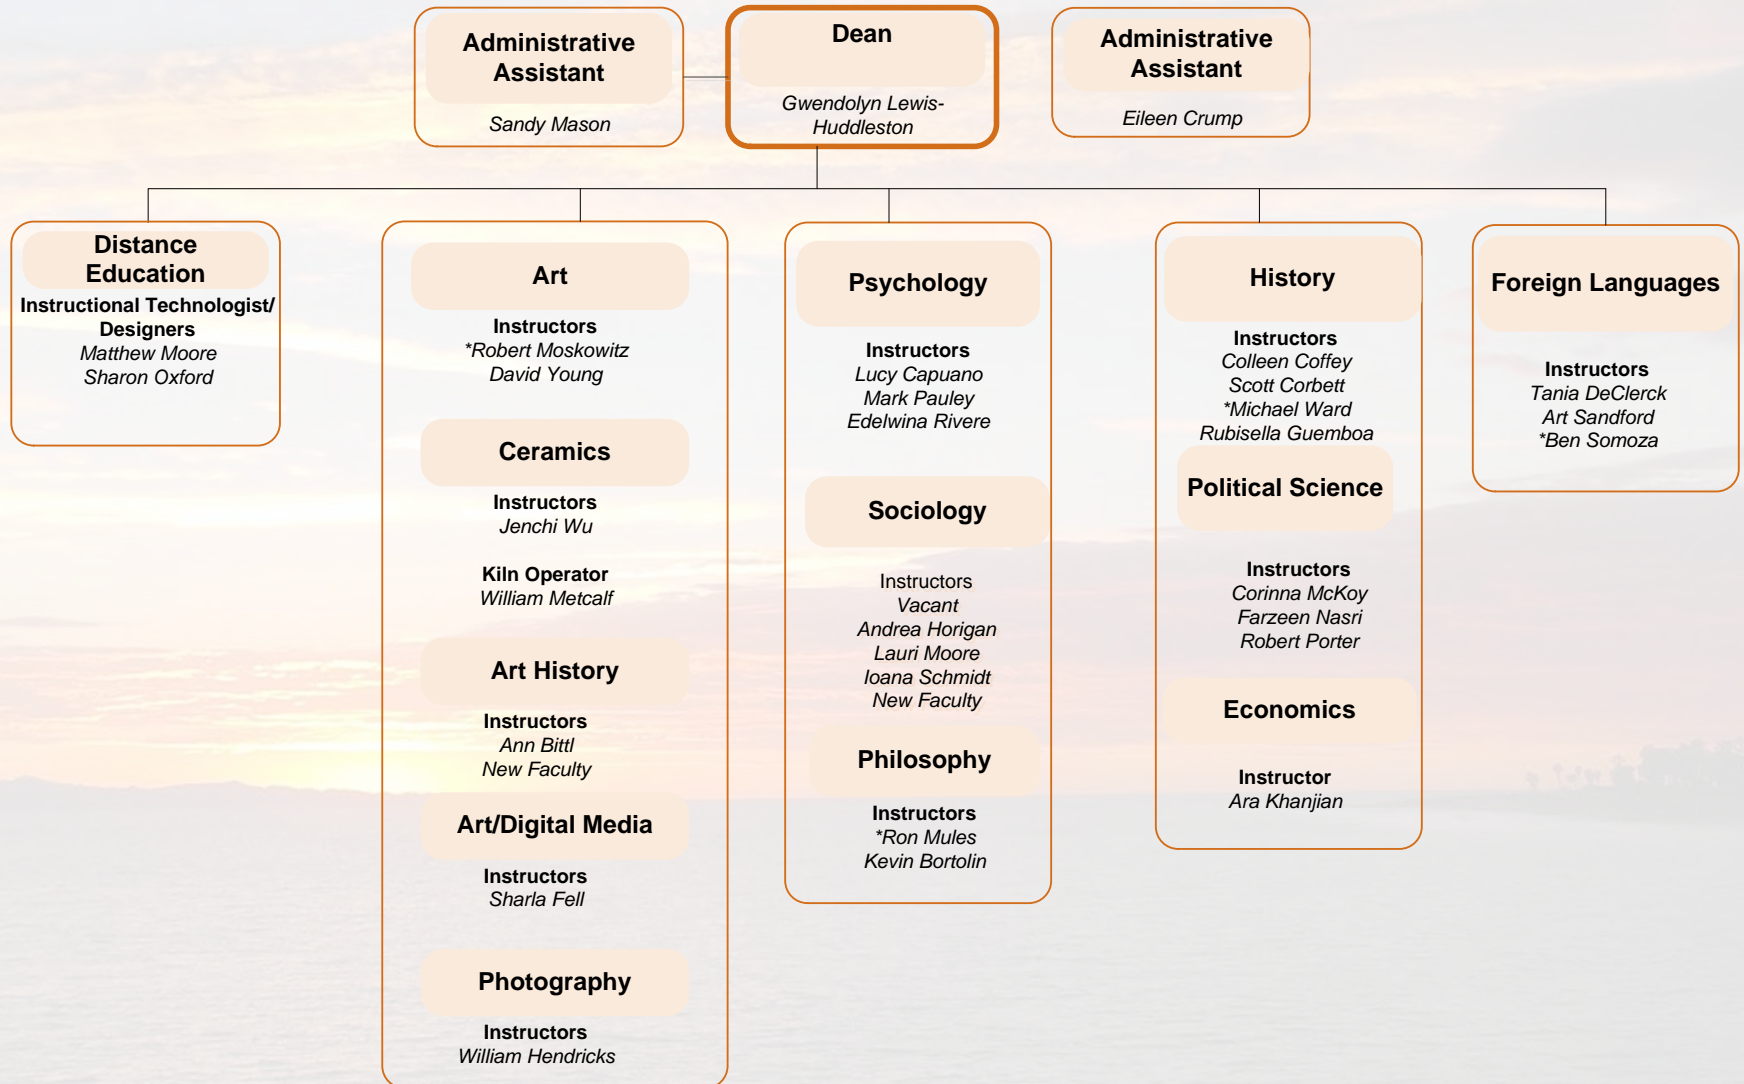 Administrative
Assistant
Sandy Mason
Dean
Gwendolyn Lewis-
Huddleston
Administrative
Assistant
Eileen Crump
Distance
Education
Instructional Technologist/
Designers
Matthew Moore
Sharon Oxford
Art
Instructors
*Robert Moskowitz
David Young
Ceramics
Instructors
Jenchi Wu
Kiln Operator
William Metcalf
Art History
Instructors
Ann Bittl
New Faculty
Art/Digital Media
Instructors
Sharla Fell
Photography
Instructors
William Hendricks
Psychology
Instructors
Lucy Capuano
Mark Pauley
Edelwina Rivere
Sociology
Instructors
Vacant
Andrea Horigan
Lauri Moore
Ioana Schmidt
New Faculty
Philosophy
Instructors
*Ron Mules
Kevin Bortolin
History
Instructors
Colleen Coffey
Scott Corbett
*Michael Ward
Rubisella Guemboa
Political Science
Instructors
Corinna McKoy
Farzeen Nasri
Robert Porter
Economics
Instructor
Ara Khanjian
Foreign Languages
Instructors
Tania DeClerck
Art Sandford
*Ben Somoza